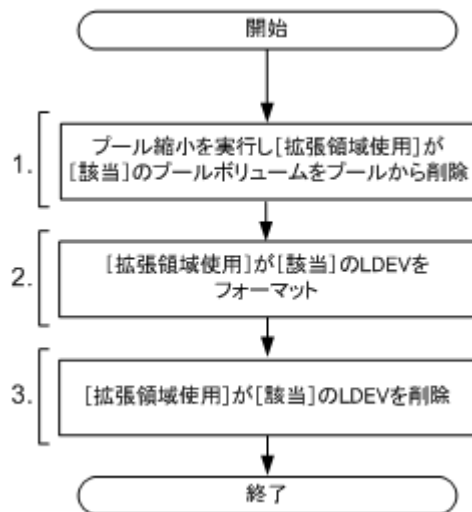 開始
1.
プール縮小を実行し[拡張領域使用]が
[該当]のプールボリュームをプールから削除
2.
[拡張領域使用]が[該当]のLDEVを
フォーマット
3.
[拡張領域使用]が[該当]のLDEVを削除
終了